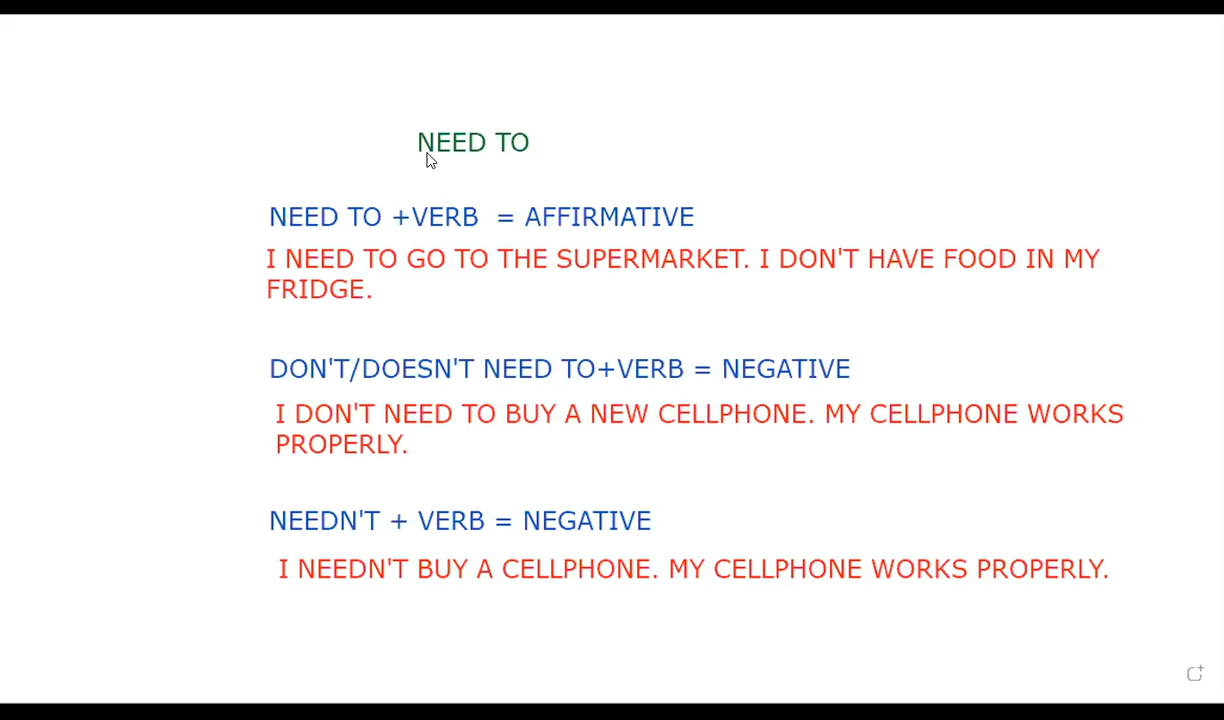 NEED TO
NEED TO +VERB = AFFIRMATIVE
I NEED TO GO TO THE SUPERMARKET. I DON'T HAVE FOOD IN MY
FRIDGE.
DON'T/DOESN'T NEED TO+VERB = NEGATIVE
I DON'T NEED TO BUY A NEW CELLPHONE. MY CELLPHONE WORKS
PROPERLY.
NEEDN'T + VERB = NEGATIVE
I NEEDN'T BUY A CELLPHONE. MY CELLPHONE WORKS PROPERLY.